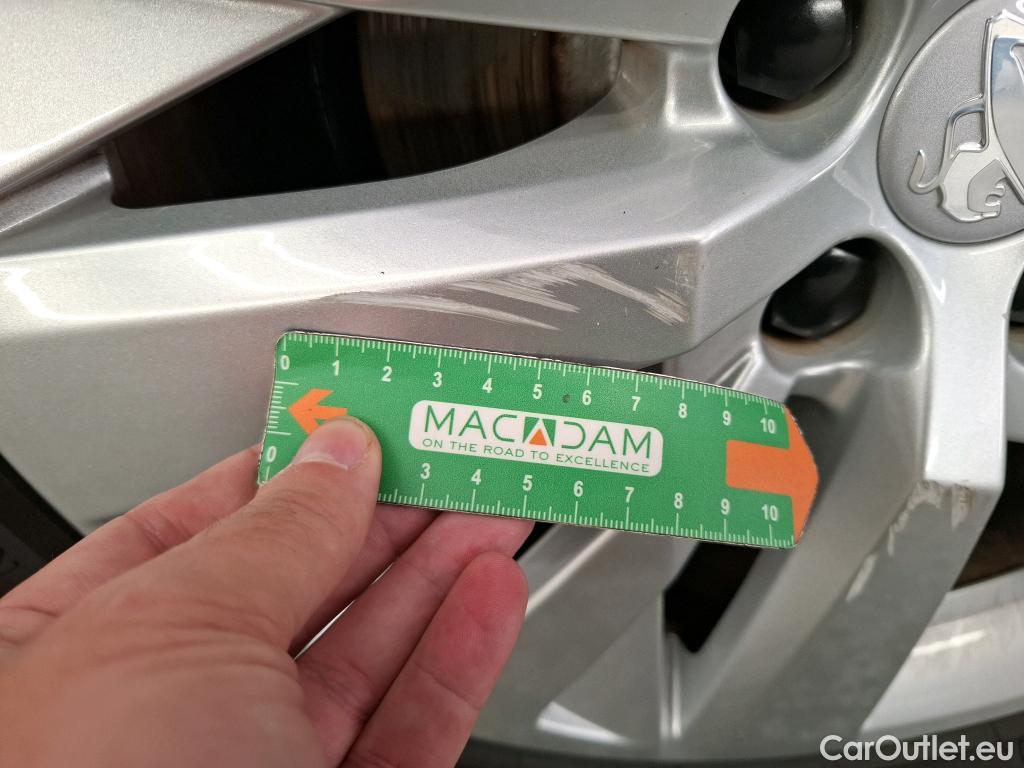 0 1 2 3 4 5 6 7 8 9 10
MACADAM
ON THE ROAD TO EXCELLENCE
0 3 4 5 6 7 8 9 10
CarOutlet.eu